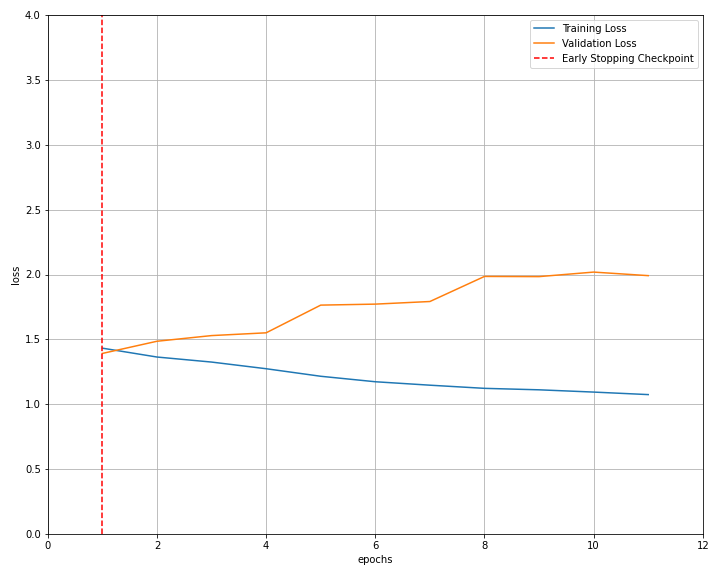 4.0
3.5
3.0
2.5
2.0
1.5
1.0
0.5
0.0
loss
0 2 4 6 8 10 12
epochs
Training Loss
Validation Loss
Early Stopping Checkpoint